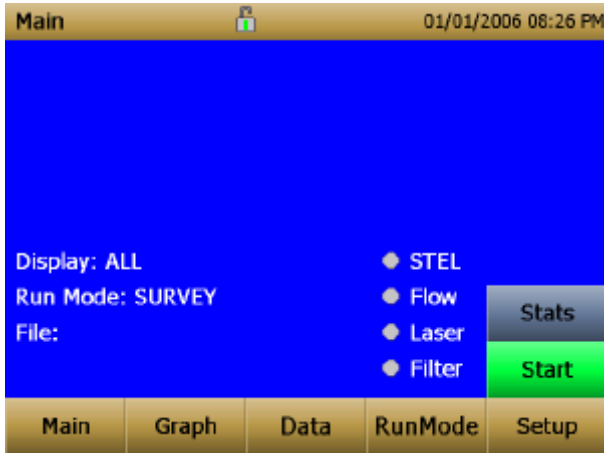 Main 01/01/2006 08:26 PM
Display: ALL
Run Mode: SURVEY
File:
STEL
Flow
Laser
Filter
Stats
Start
Main Graph Data RunMode Setup